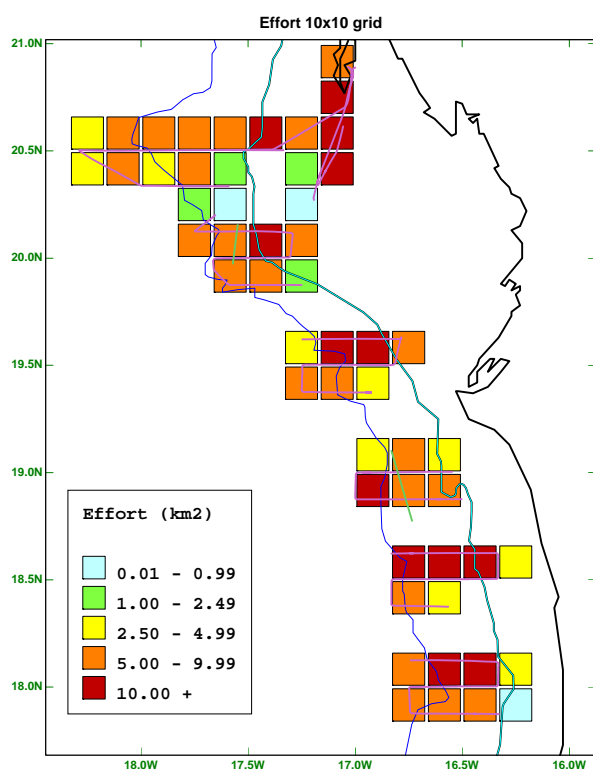 Effort 10x10 grid
21.0N
20.5N
20.0N
19.5N
19.0N
18.5N
18.0N
Effort (km2)
0.01 - 0.99
1.00 - 2.49
2.50 - 4.99
5.00 - 9.99
10.00 +
18.0W 17.5W 17.0W 16.5W 16.0W